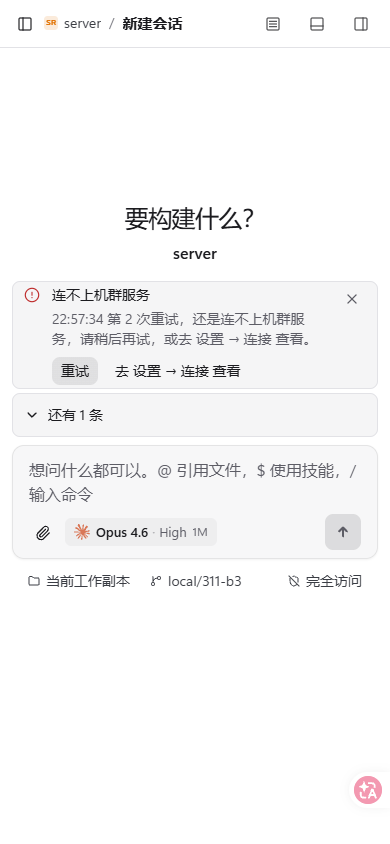 SR server / 新建会话
要构建什么？
server
连不上机群服务
22:57:34 第 2 次重试，还是连不上机群服
务，请稍后再试，或去 设置 → 连接 查看。
重试 去 设置 → 连接 查看
还有 1 条
想问什么都可以。@ 引用文件，$ 使用技能，/
输入命令
Opus 4.6 · High 1M
当前工作副本 local/311-b3 完全访问
A